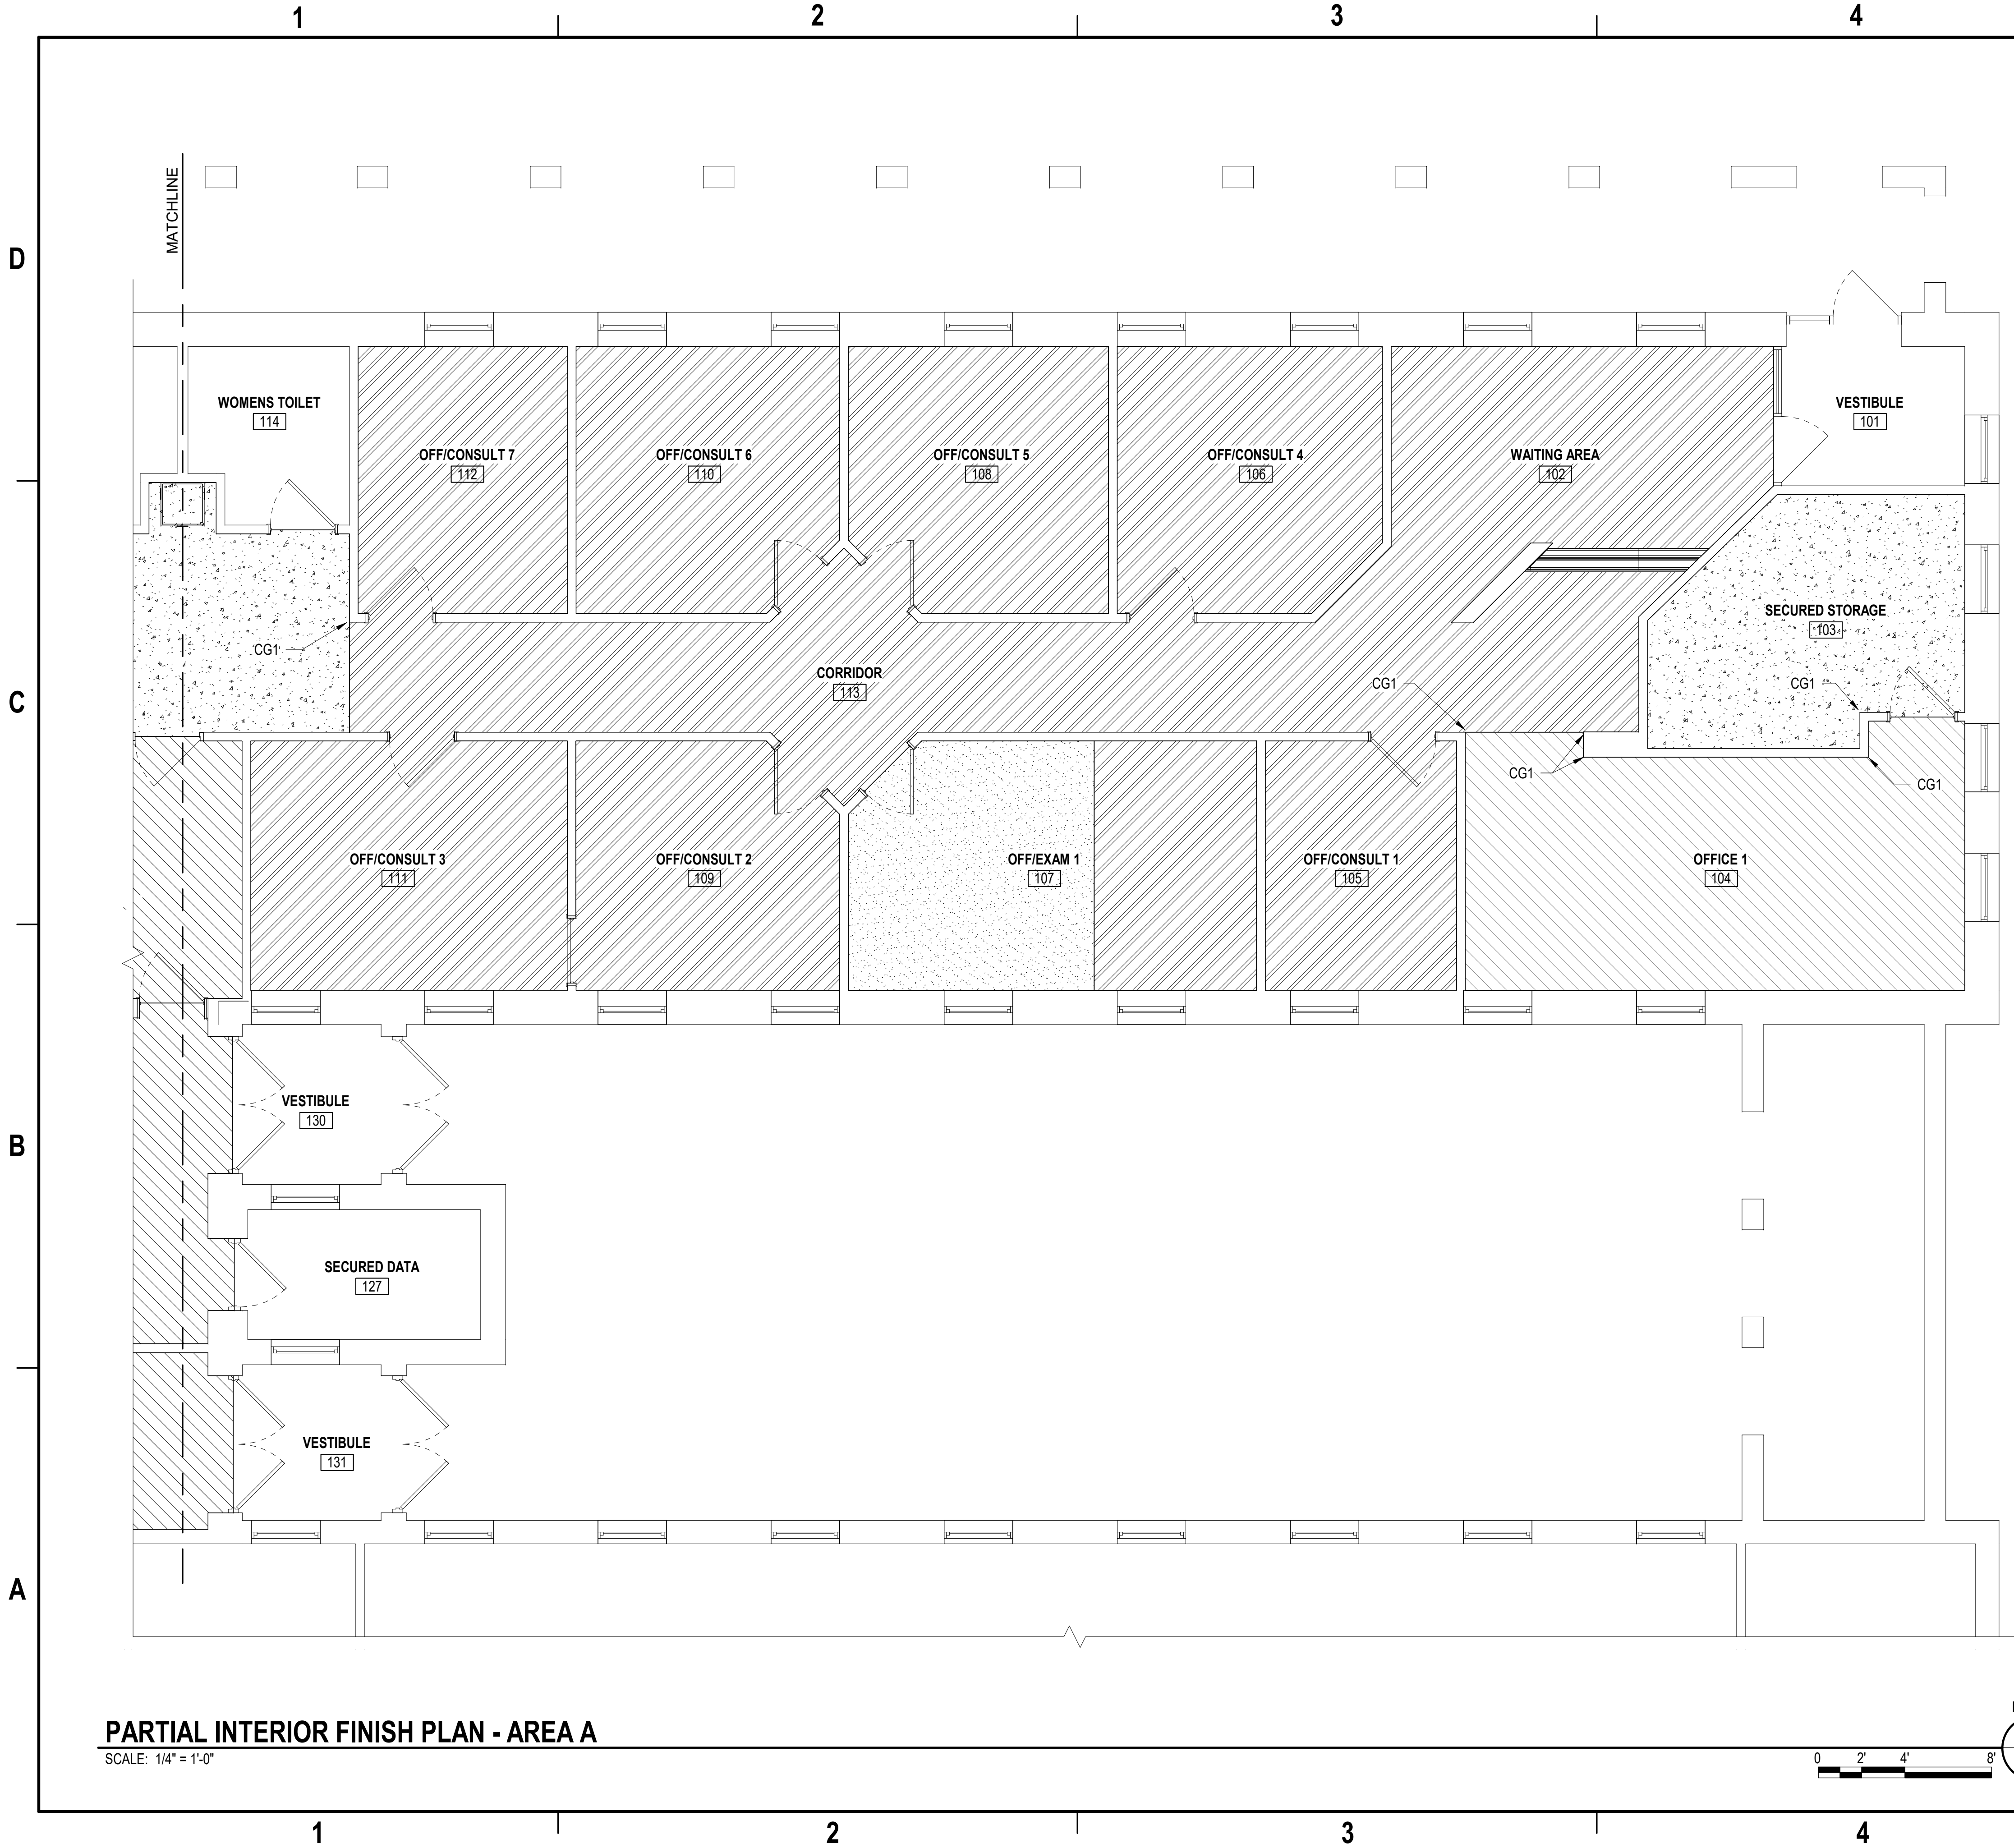 1 2 3 4
MATCHLINE
D
WOMENS TOILET
114
VESTIBULE
101
OFF/CONSULT 7
112
OFF/CONSULT 6
110
OFF/CONSULT 5
108
OFF/CONSULT 4
106
WAITING AREA
102
SECURED STORAGE
103
CG1
CORRIDOR
113
CG1
CG1
C
CG1
CG1
OFF/CONSULT 3
111
OFF/CONSULT 2
109
OFF/EXAM 1
107
OFF/CONSULT 1
105
OFFICE 1
104
VESTIBULE
130
B
SECURED DATA
127
VESTIBULE
131
A
PARTIAL INTERIOR FINISH PLAN - AREA A
SCALE: 1/4" = 1'-0"
0 2' 4' 8'
1 2 3 4